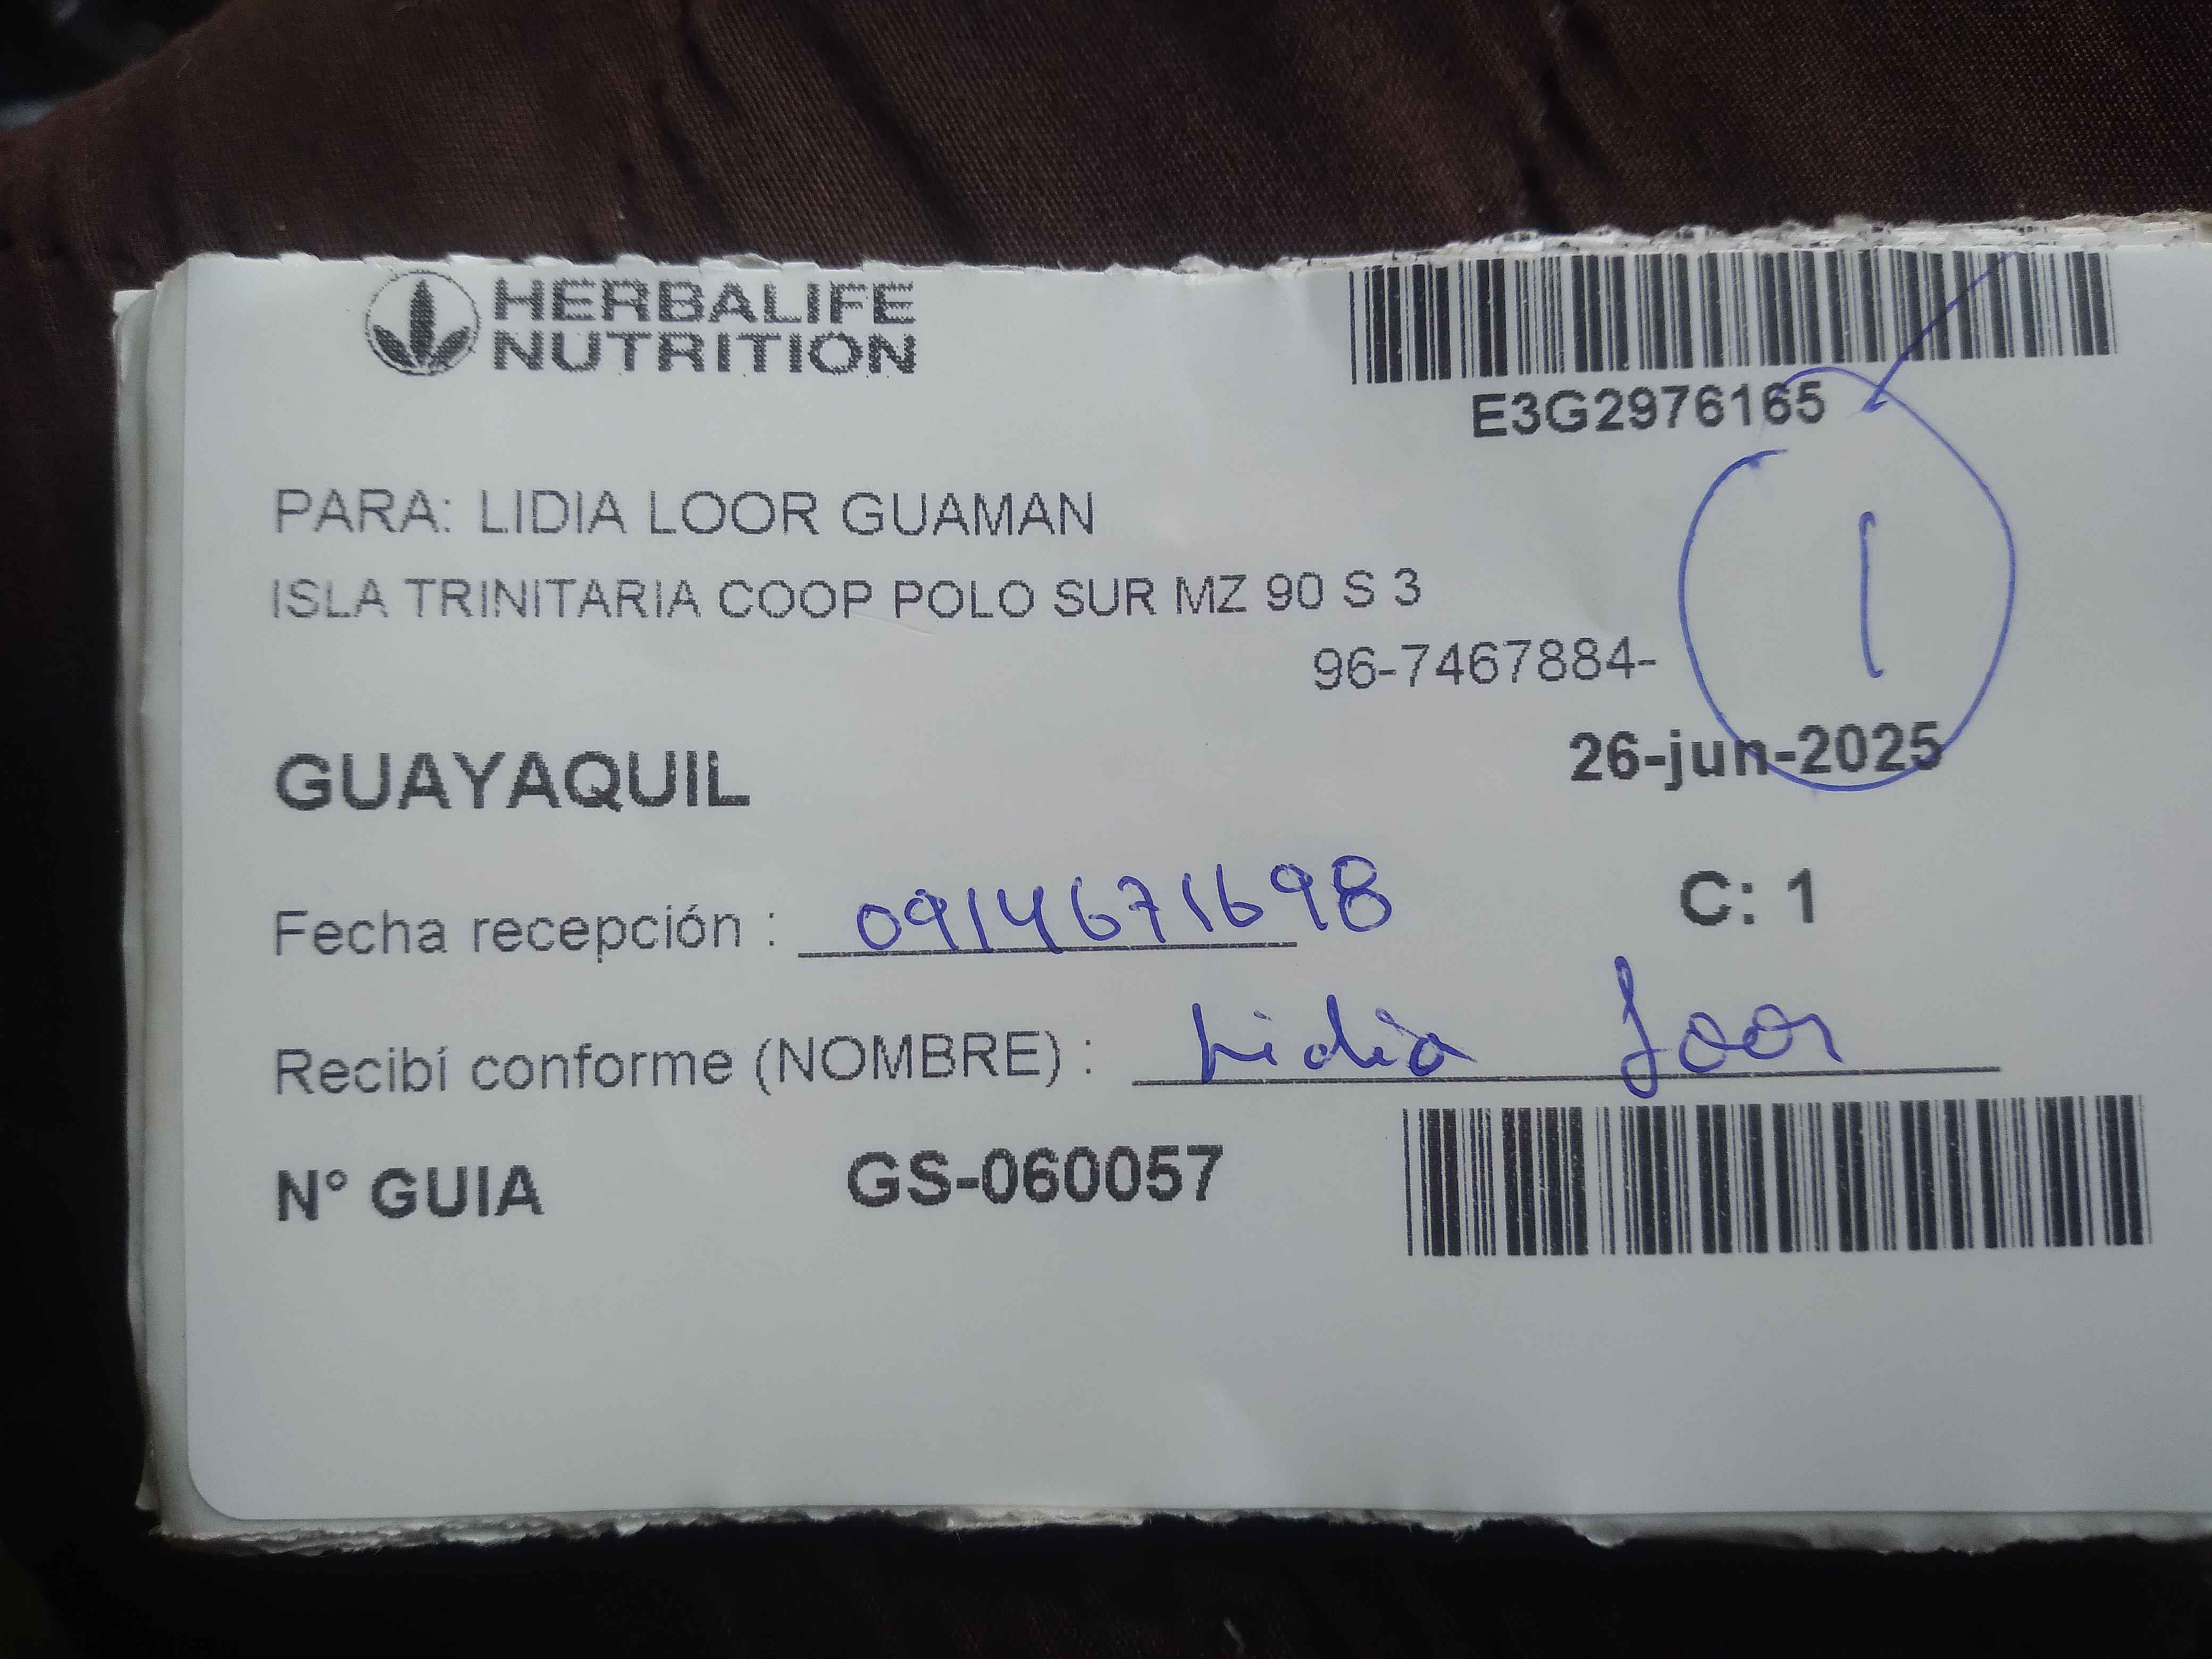 HERBALIFE
NUTRITION
E3G2976165
PARA: LIDIA LOOR GUAMAN
1
ISLA TRINITARIA COOP POLO SUR MZ 90 S 3
96-7467884-
GUAYAQUIL
26-jun-2025
Fecha recepción : 0914671698
C: 1
Recibí conforme (NOMBRE) : Lidia Loor
N° GUIA GS-060057